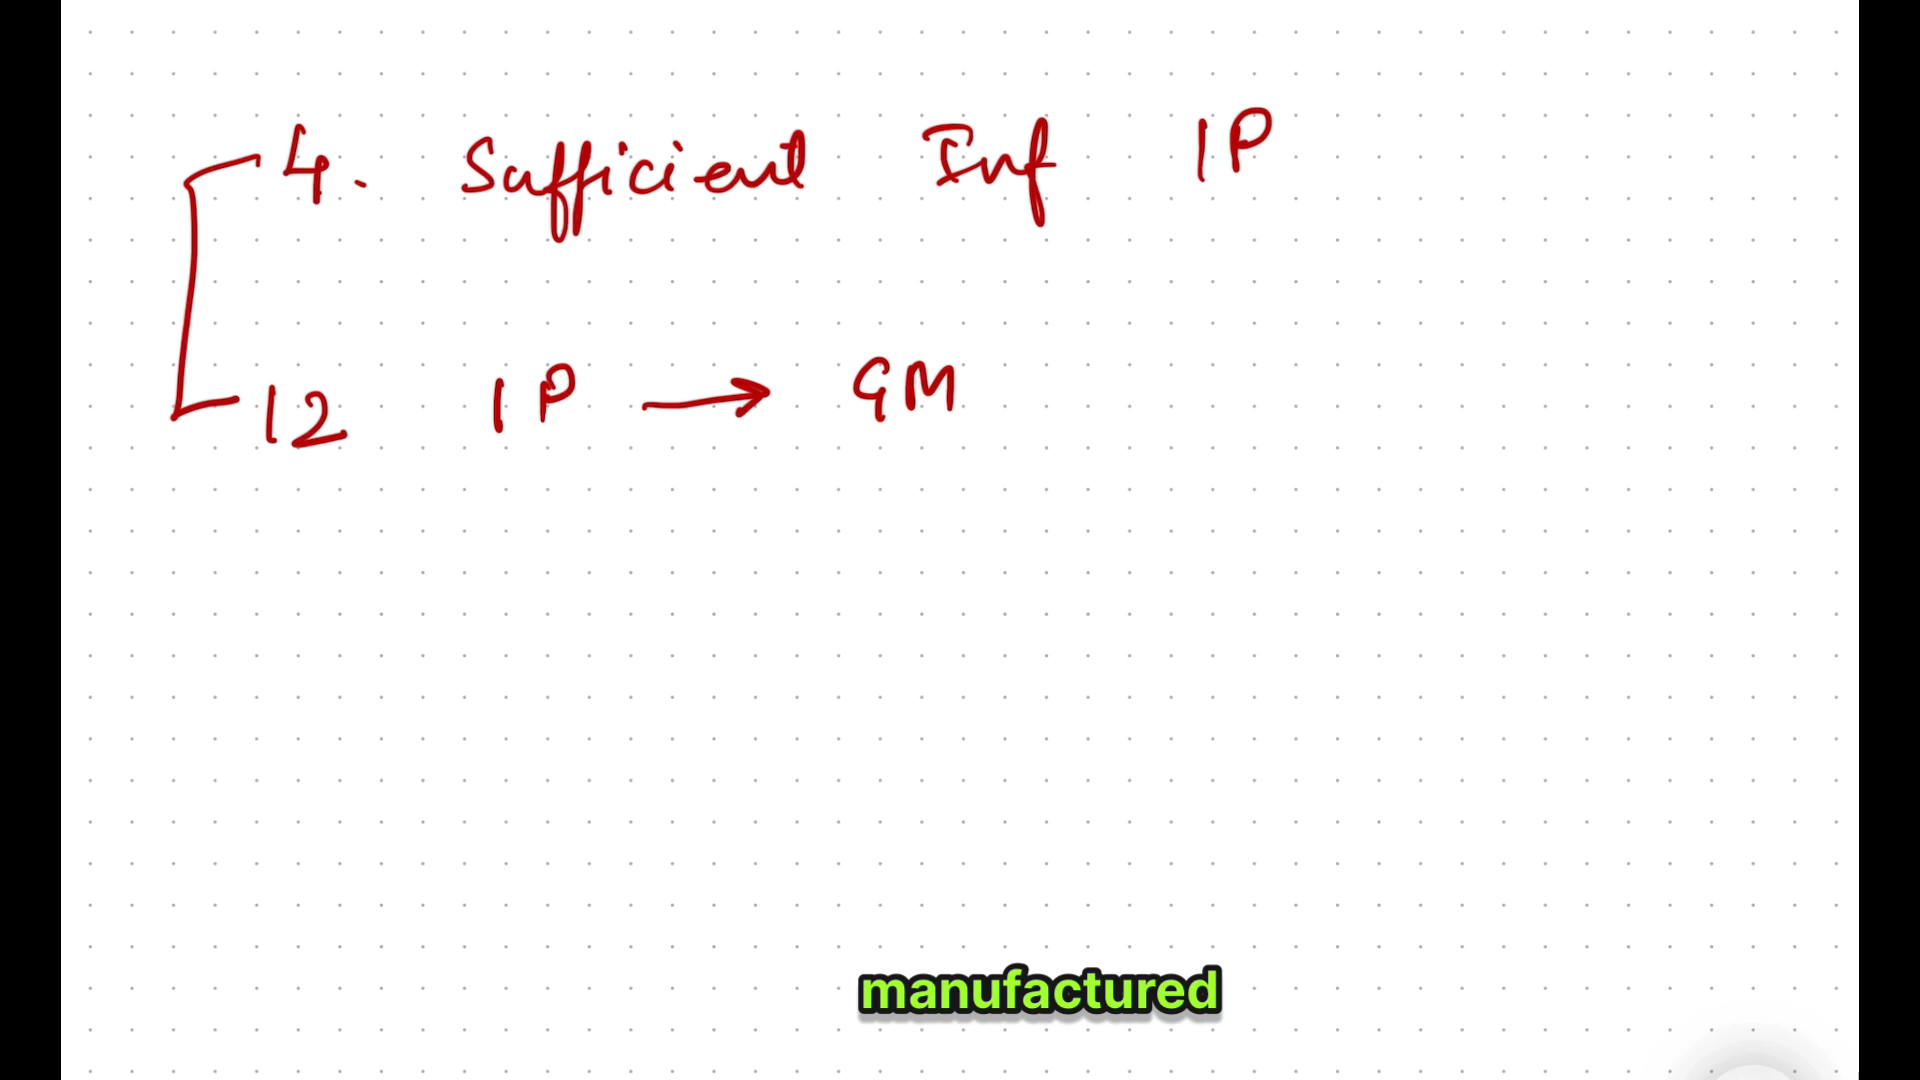 4. Sufficient Inf IP
12 IP → GM
manufactured